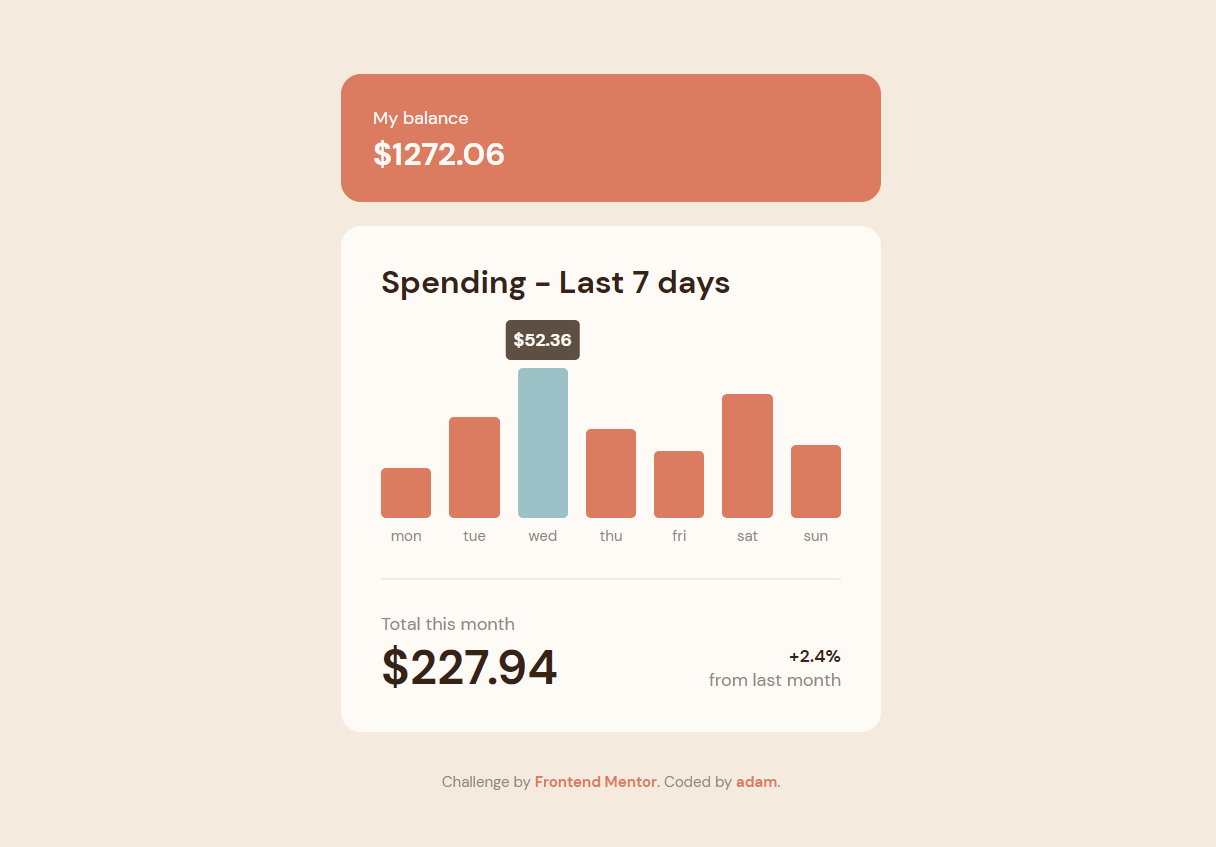 My balance
$1272.06
Spending - Last 7 days
$52.36
mon tue wed thu fri sat sun
Total this month
$227.94
+2.4%
from last month
Challenge by Frontend Mentor. Coded by adam.